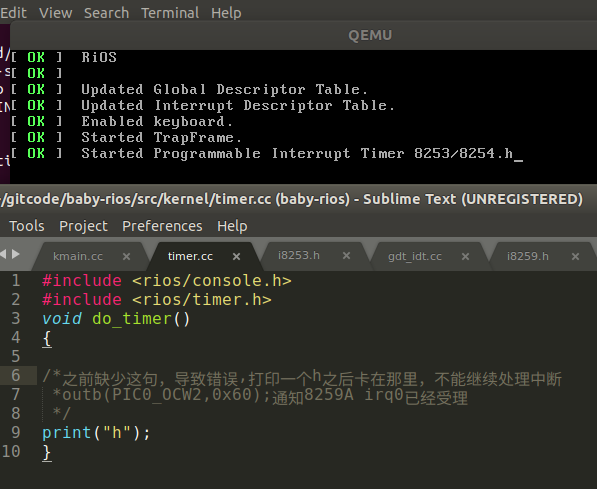 Edit View Search Terminal Help
QEMU
[ OK ] RiOS
[ OK ]
[ OK ] Updated Global Descriptor Table.
[ OK ] Updated Interrupt Descriptor Table.
[ OK ] Enabled keyboard.
[ OK ] Started TrapFrame.
[ OK ] Started Programmable Interrupt Timer 8253/8254.h_
/gitcode/baby-rios/src/kernel/timer.cc (baby-rios) - Sublime Text (UNREGISTERED)
Tools Project Preferences Help
kmain.cc × timer.cc × i8253.h × gdt_idt.cc × i8259.h ×
1 #include <rios/console.h>
2 #include <rios/timer.h>
3 void do_timer()
4 {
5
6 /*之前缺少这句，导致错误,打印一个h之后卡在那里，不能继续处理中断
7 *outb(PIC0_OCW2,0x60);通知8259A irq0已经受理
8 */
9 print("h");
10 }